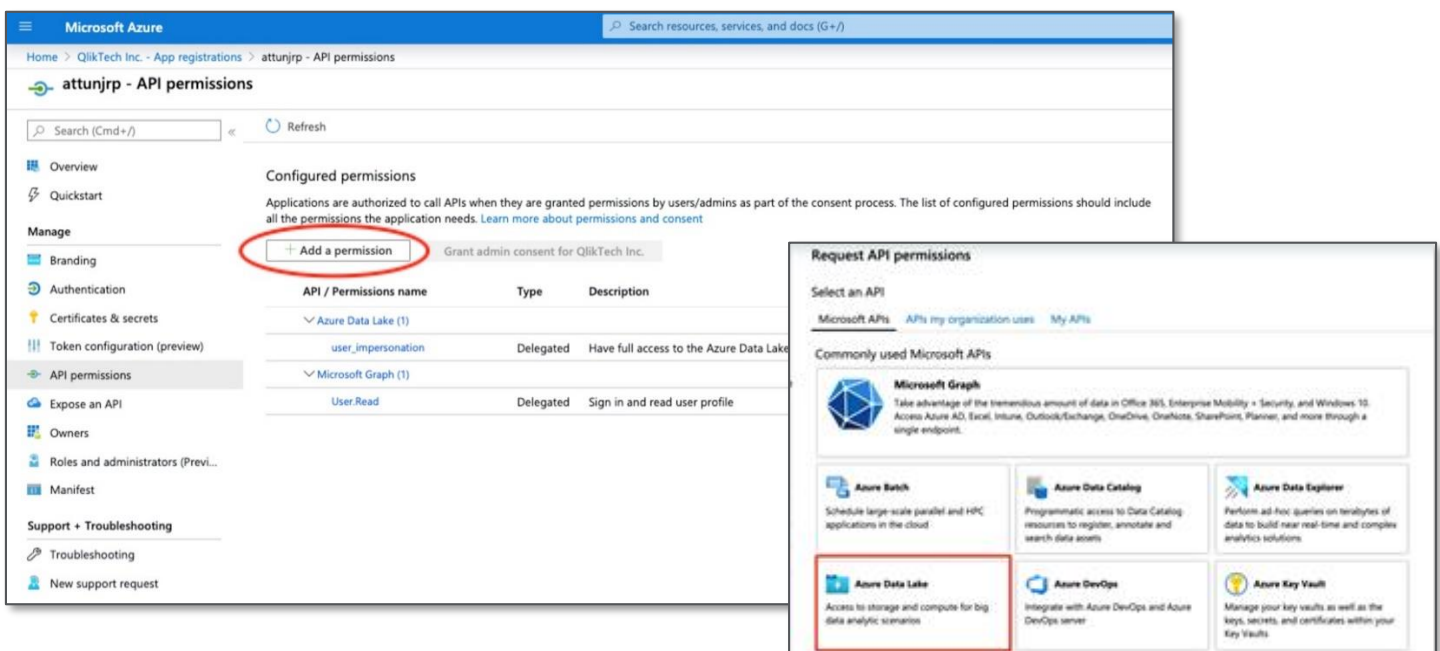 Microsoft Azure
Search resources, services, and docs (G+/)
Home > QlikTech Inc. - App registrations > attunjrp - API permissions
attunjrp - API permissions
Search (Cmd+/)
«
Refresh
Overview
Quickstart
Manage
Branding
Authentication
Certificates & secrets
Token configuration (preview)
API permissions
Expose an API
Owners
Roles and administrators (Previ...
Manifest
Support + Troubleshooting
Troubleshooting
New support request
Configured permissions
Applications are authorized to call APIs when they are granted permissions by users/admins as part of the consent process. The list of configured permissions should include
all the permissions the application needs. Learn more about permissions and consent
+ Add a permission Grant admin consent for QlikTech Inc.
API / Permissions name Type Description
Azure Data Lake (1)
user_impersonation Delegated Have full access to the Azure Data Lake
Microsoft Graph (1)
User.Read Delegated Sign in and read user profile
Request API permissions
Select an API
Microsoft APIs APIs my organization uses My APIs
Commonly used Microsoft APIs
Microsoft Graph
Take advantage of the tremendous amount of data in Office 365, Enterprise Mobility + Security, and Windows 10.
Access Azure AD, Excel, Intune, Outlook/Exchange, OneDrive, OneNote, SharePoint, Planner, and more through a
single endpoint.
Azure Batch
Schedule large-scale parallel and HPC
applications in the cloud
Azure Data Catalog
Programmatic access to Data Catalog
resources to register, annotate and
search data assets
Azure Data Explorer
Perform ad-hoc queries on terabytes of
data to build near real-time and complex
analytics solutions
Azure Data Lake
Access to storage and compute for big
data analytic scenarios
Azure DevOps
Integrate with Azure DevOps and Azure
DevOps server
Azure Key Vault
Manage your key vaults as well as the
keys, secrets, and certificates within your
Key Vaults